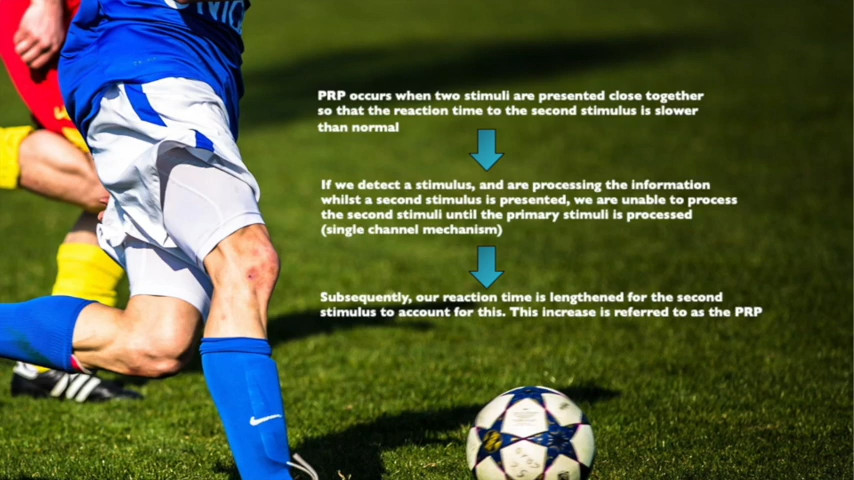 PRP occurs when two stimuli are presented close together
so that the reaction time to the second stimulus is slower
than normal
If we detect a stimulus, and are processing the information
whilst a second stimulus is presented, we are unable to process
the second stimuli until the primary stimuli is processed
(single channel mechanism)
Subsequently, our reaction time is lengthened for the second
stimulus to account for this. This increase is referred to as the PRP